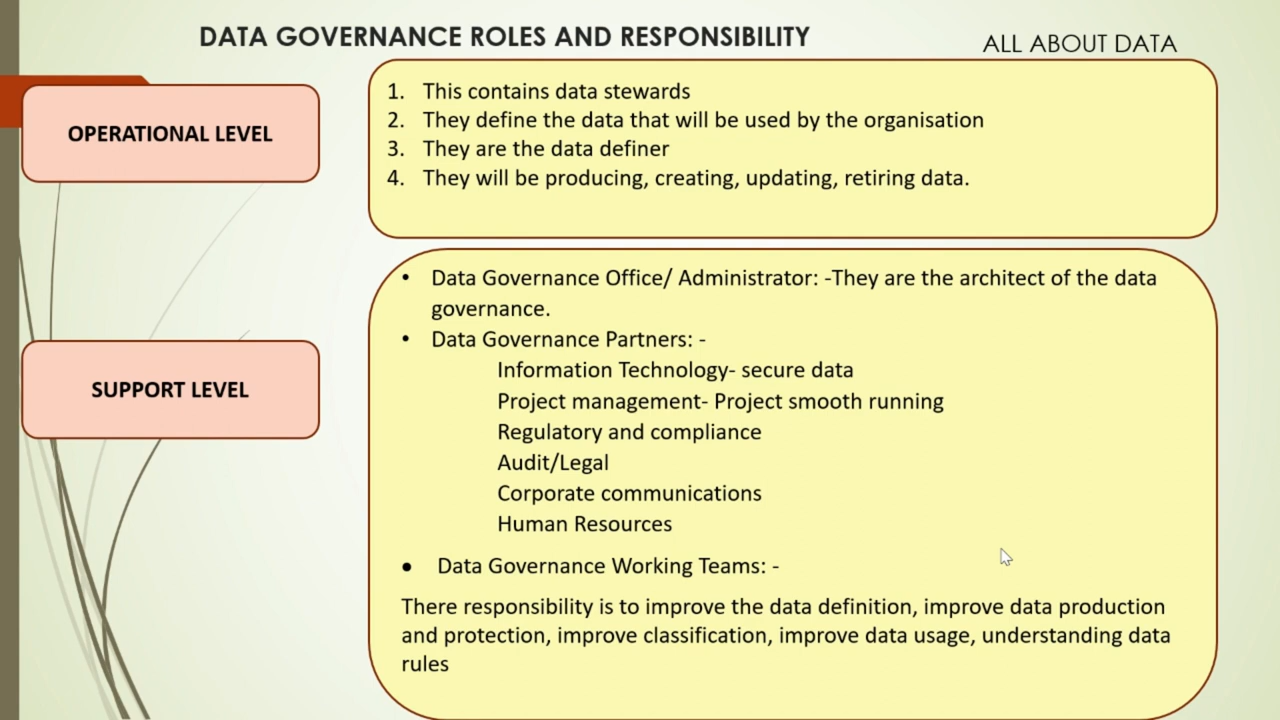 DATA GOVERNANCE ROLES AND RESPONSIBILITY
ALL ABOUT DATA
OPERATIONAL LEVEL
1. This contains data stewards
2. They define the data that will be used by the organisation
3. They are the data definer
4. They will be producing, creating, updating, retiring data.
SUPPORT LEVEL
• Data Governance Office/ Administrator: -They are the architect of the data
governance.
• Data Governance Partners: -
Information Technology- secure data
Project management- Project smooth running
Regulatory and compliance
Audit/Legal
Corporate communications
Human Resources
• Data Governance Working Teams: -
There responsibility is to improve the data definition, improve data production
and protection, improve classification, improve data usage, understanding data
rules